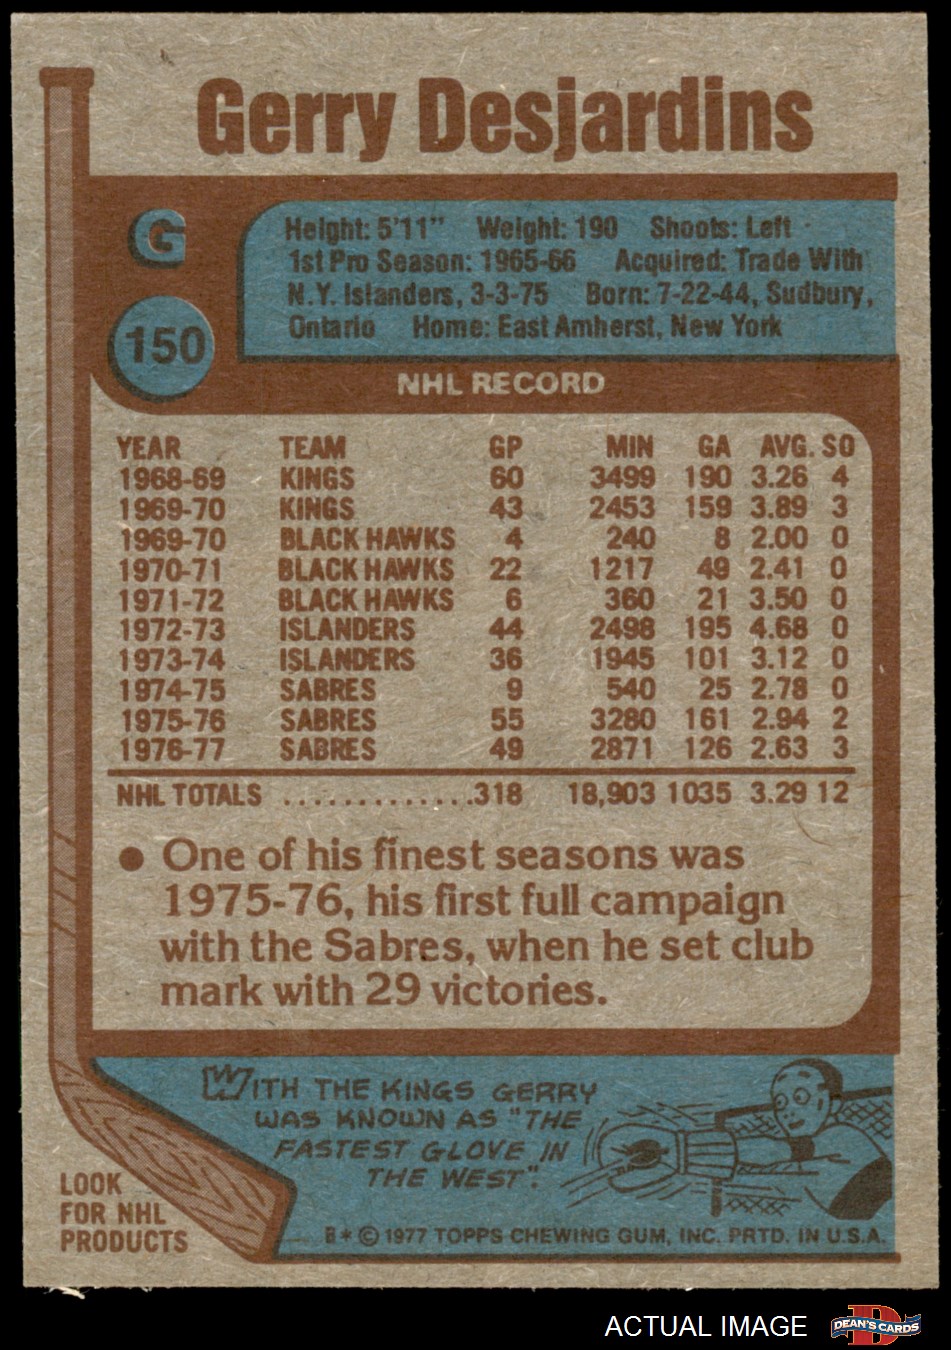 Gerry Desjardins
G
150
Height: 5'11" Weight: 190 Shoots: Left
1st Pro Season: 1965-66 Acquired: Trade With
N.Y. Islanders, 3-3-75 Born: 7-22-44, Sudbury,
Ontario Home: East Amherst, New York
NHL RECORD
YEAR TEAM GP MIN GA AVG. SO
1968-69 KINGS 60 3499 190 3.26 4
1969-70 KINGS 43 2453 159 3.89 3
1969-70 BLACK HAWKS 4 240 8 2.00 0
1970-71 BLACK HAWKS 22 1217 49 2.41 0
1971-72 BLACK HAWKS 6 360 21 3.50 0
1972-73 ISLANDERS 44 2498 195 4.68 0
1973-74 ISLANDERS 36 1945 101 3.12 0
1974-75 SABRES 9 540 25 2.78 0
1975-76 SABRES 55 3280 161 2.94 2
1976-77 SABRES 49 2871 126 2.63 3
NHL TOTALS ..............318 18,903 1035 3.29 12
● One of his finest seasons was
1975-76, his first full campaign
with the Sabres, when he set club
mark with 29 victories.
WITH THE KINGS GERRY
WAS KNOWN AS "THE
FASTEST GLOVE IN
THE WEST".
LOOK
FOR NHL
PRODUCTS
B* © 1977 TOPPS CHEWING GUM, INC. PRTD. IN U.S.A.
ACTUAL IMAGE
D
DEAN'S CARDS